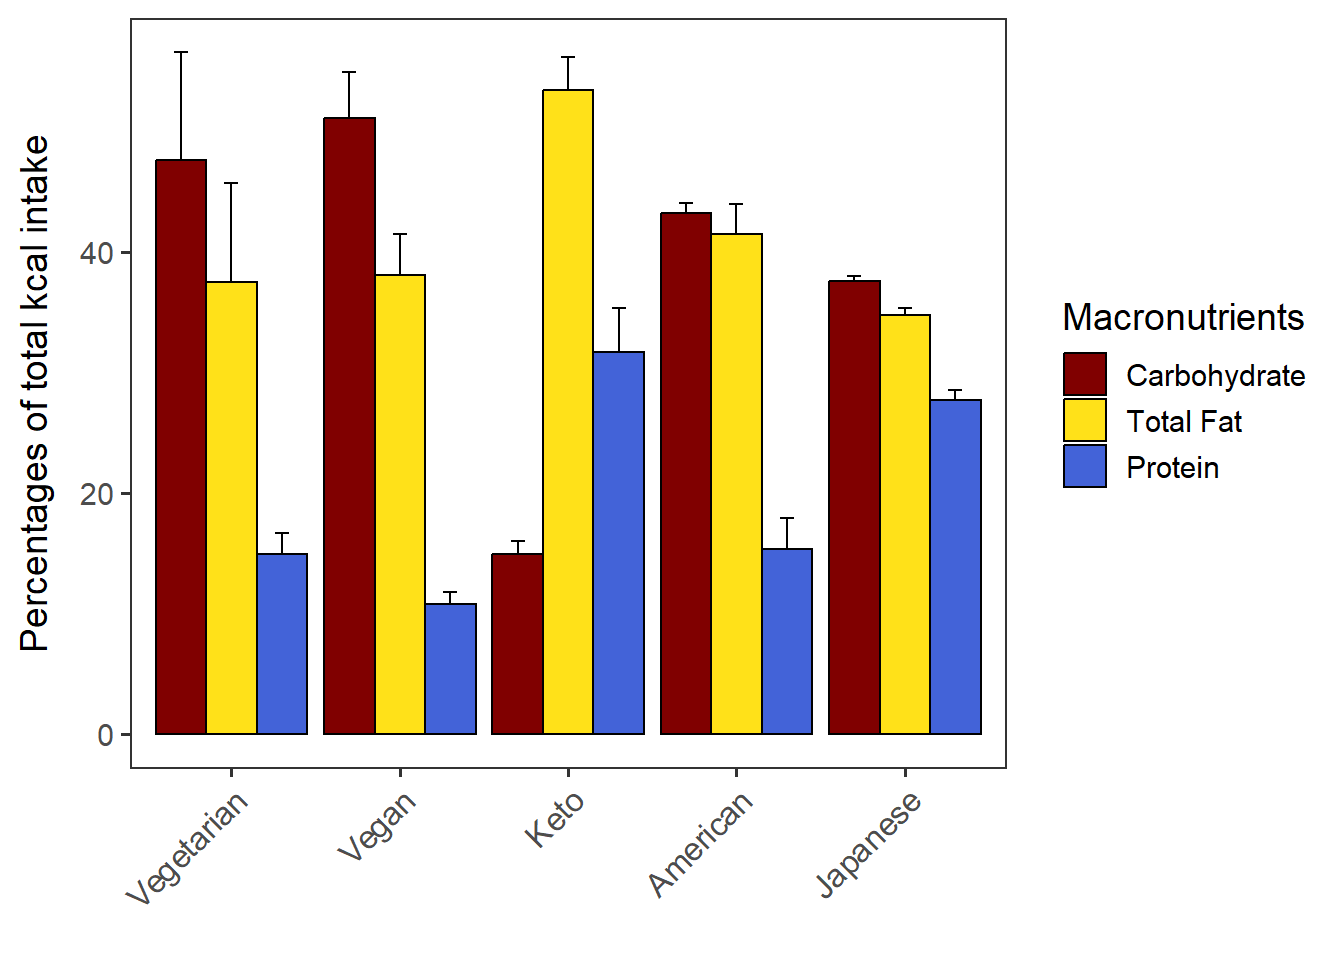 Percentages of total kcal intake
40
20
0
Vegetarian
Vegan
Keto
American
Japanese
Macronutrients
Carbohydrate
Total Fat
Protein